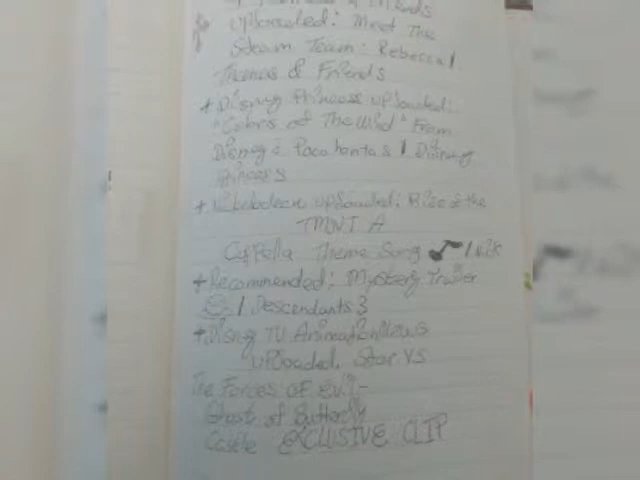 Friends
Uploaded: Meet The
Steam Team: Rebecca |
Thomas & Friends
+ Disney Princess uploaded:
"Colors of The Wind" From
Disney's Pocahontas | Disney
Princess
+ Nickelodeon uploaded: Rise of the
TMNT A
Cappella Theme Song 🎵 | Nick
+ Recommended: Mystery Trailer
| Descendants 3
+ Disney TV Animation News
uploaded. Star VS
The Forces of Evil-
Ghosts of Butterfly
Castle EXCLUSIVE CLIP